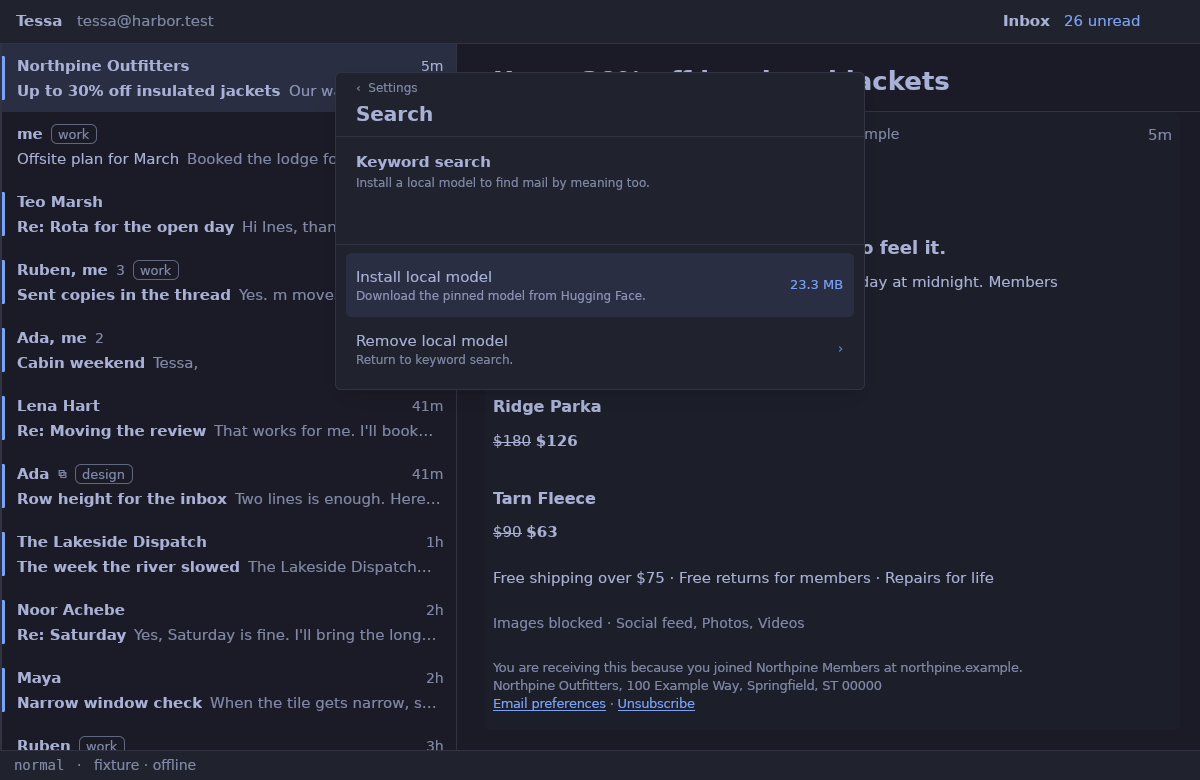 Tessa tessa@harbor.test
Inbox 26 unread
Northpine Outfitters 5m
Up to 30% off insulated jackets Our
me work
Offsite plan for March Booked the lodge
Teo Marsh
Re: Rota for the open day Hi Ines,
Ruben, me 3 work
Sent copies in the thread Yes. m move
Ada, me 2
Cabin weekend Tessa,
Lena Hart 41m
Re: Moving the review That works for me. I'll book…
Ada design 41m
Row height for the inbox Two lines is enough. Here…
The Lakeside Dispatch 1h
The week the river slowed The Lakeside Dispatch…
Noor Achebe 2h
Re: Saturday Yes, Saturday is fine. I'll bring the long…
Maya 2h
Narrow window check When the tile gets narrow, s…
Ruben work 3h
‹ Settings
Search
Keyword search
Install a local model to find mail by meaning too.
Install local model 23.3 MB
Download the pinned model from Hugging Face.
Remove local model ›
Return to keyword search.
jackets
5m
feel it.
at midnight. Members
Ridge Parka
$180 $126
Tarn Fleece
$90 $63
Free shipping over $75 · Free returns for members · Repairs for life
Images blocked · Social feed, Photos, Videos
You are receiving this because you joined Northpine Members at northpine.example.
Northpine Outfitters, 100 Example Way, Springfield, ST 00000
Email preferences · Unsubscribe
normal · fixture · offline